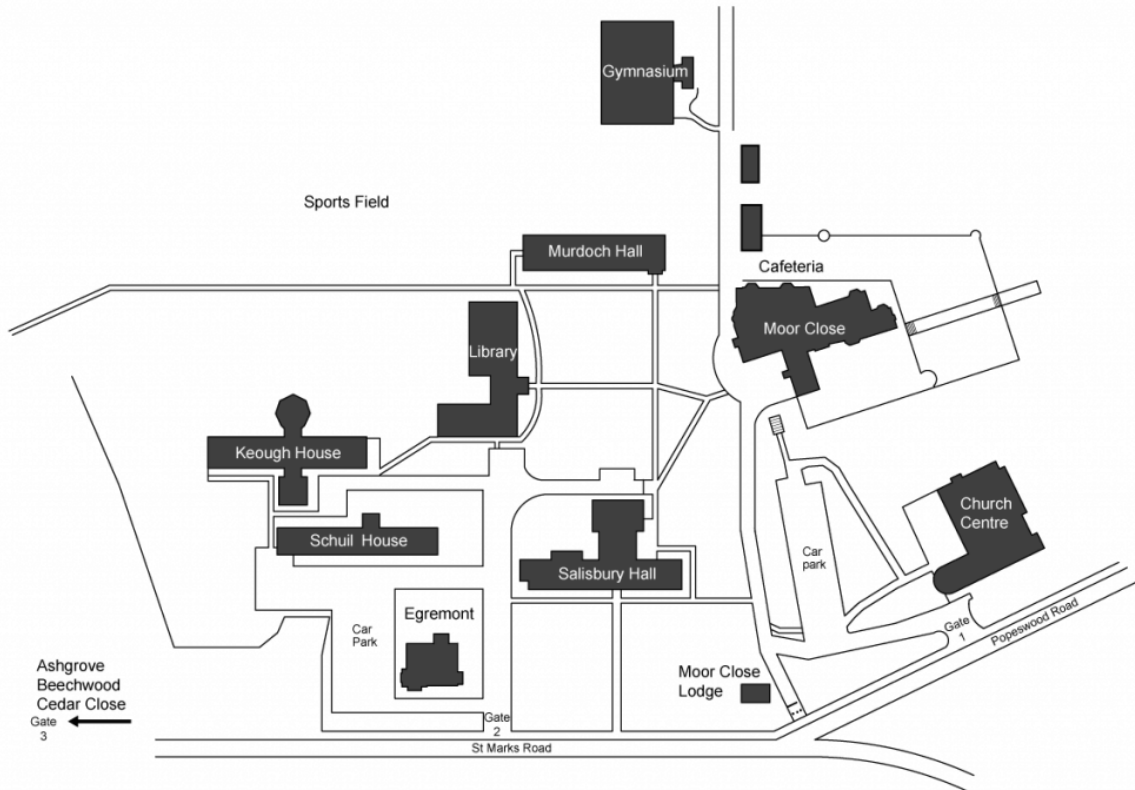 Gymnasium
Sports Field
Murdoch Hall
Cafeteria
Moor Close
Library
Keough House
Church
Centre
Schuil House
Car
park
Salisbury Hall
Egremont
Car
Park
Gate
1
Popeswood Road
Ashgrove
Beechwood
Cedar Close
Gate
3
Moor Close
Lodge
Gate
2
St Marks Road